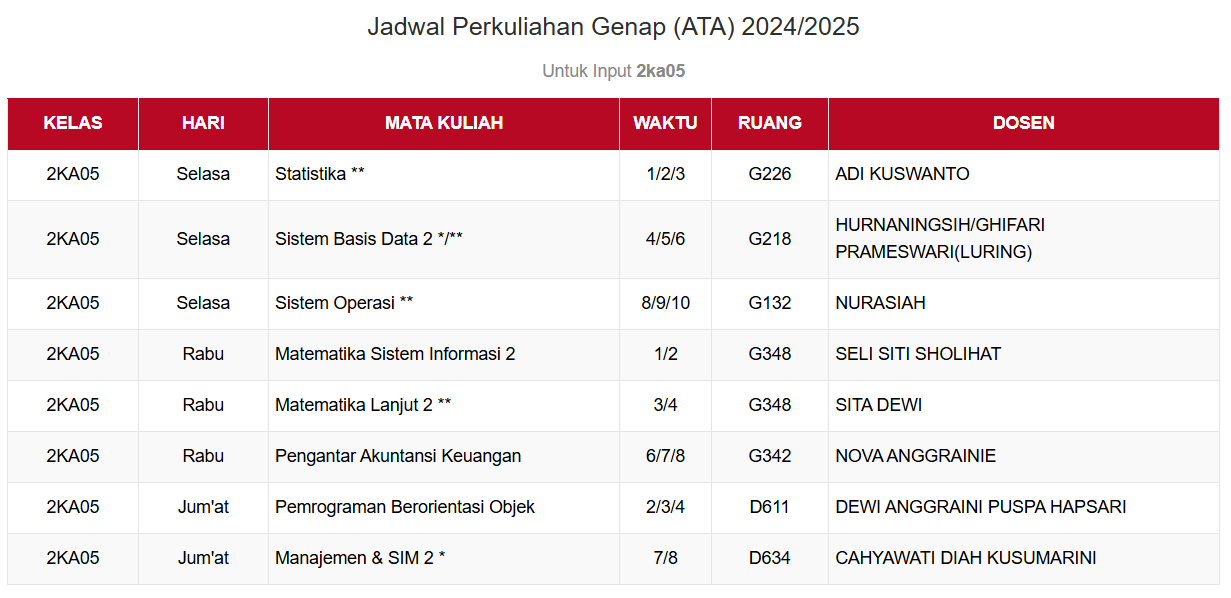 Jadwal Perkuliahan Genap (ATA) 2024/2025
Untuk Input 2ka05
KELAS HARI MATA KULIAH WAKTU RUANG DOSEN
2KA05 Selasa Statistika ** 1/2/3 G226 ADI KUSWANTO
2KA05 Selasa Sistem Basis Data 2 */** 4/5/6 G218 HURNANINGSIH/GHIFARI
PRAMESWARI(LURING)
2KA05 Selasa Sistem Operasi ** 8/9/10 G132 NURASIAH
2KA05 Rabu Matematika Sistem Informasi 2 1/2 G348 SELI SITI SHOLIHAT
2KA05 Rabu Matematika Lanjut 2 ** 3/4 G348 SITA DEWI
2KA05 Rabu Pengantar Akuntansi Keuangan 6/7/8 G342 NOVA ANGGRAINIE
2KA05 Jum'at Pemrograman Berorientasi Objek 2/3/4 D611 DEWI ANGGRAINI PUSPA HAPSARI
2KA05 Jum'at Manajemen & SIM 2 * 7/8 D634 CAHYAWATI DIAH KUSUMARINI